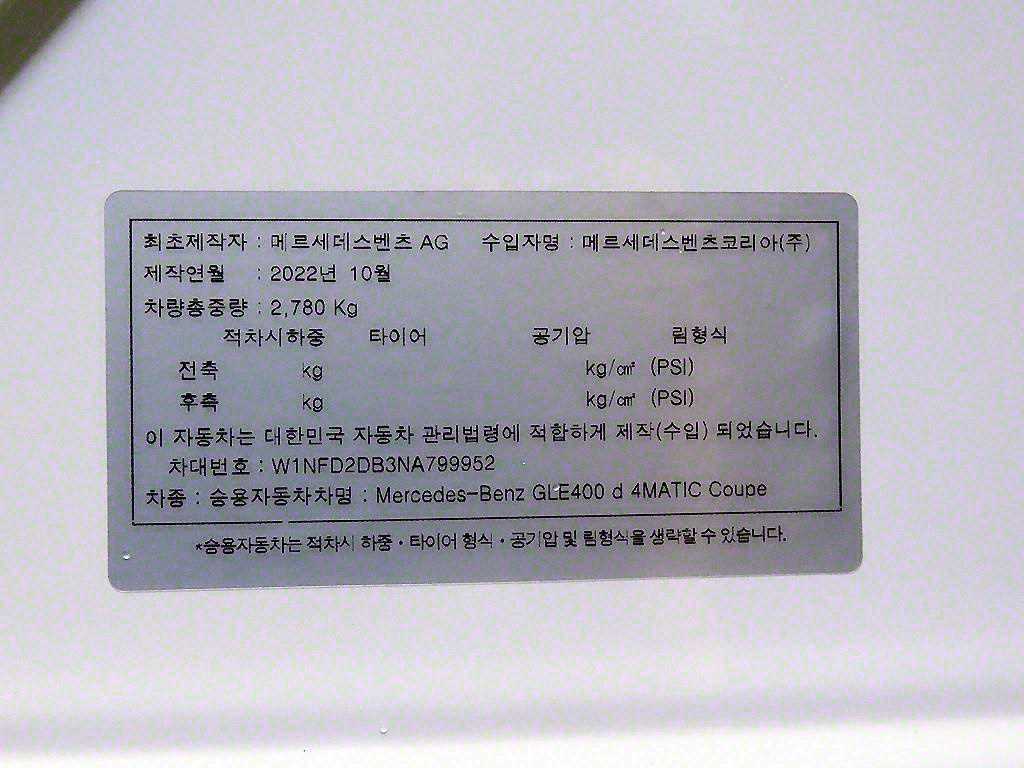 최초제작자 : 메르세데스벤츠 AG 수입자명 : 메르세데스벤츠코리아(주)
제작연월 : 2022년 10월
차량총중량 : 2,780 Kg
적차시하중 타이어 공기압 림형식
전축 kg kg/㎠ (PSI)
후축 kg kg/㎠ (PSI)
이 자동차는 대한민국 자동차 관리법령에 적합하게 제작(수입) 되었습니다.
차대번호 : W1NFD2DB3NA799952
차종 : 승용자동차차명 : Mercedes-Benz GLE400 d 4MATIC Coupe
*승용자동차는 적차시 하중·타이어 형식·공기압 및 림형식을 생략할 수 있습니다.